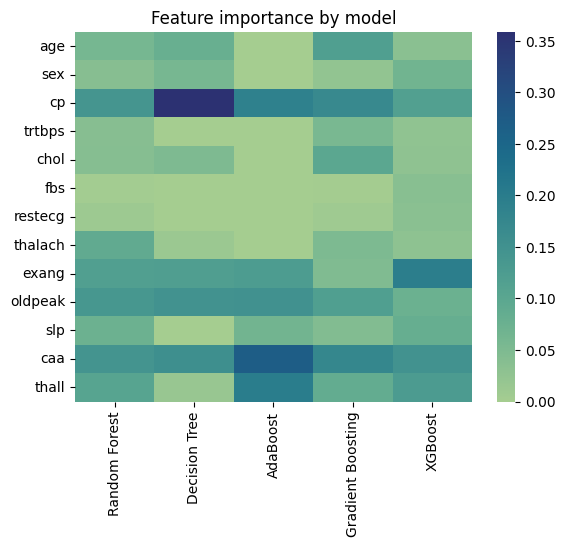 Feature importance by model
age
sex
cp
trtbps
chol
fbs
restecg
thalach
exang
oldpeak
slp
caa
thall
Random Forest
Decision Tree
AdaBoost
Gradient Boosting
XGBoost
0.35
0.30
0.25
0.20
0.15
0.10
0.05
0.00